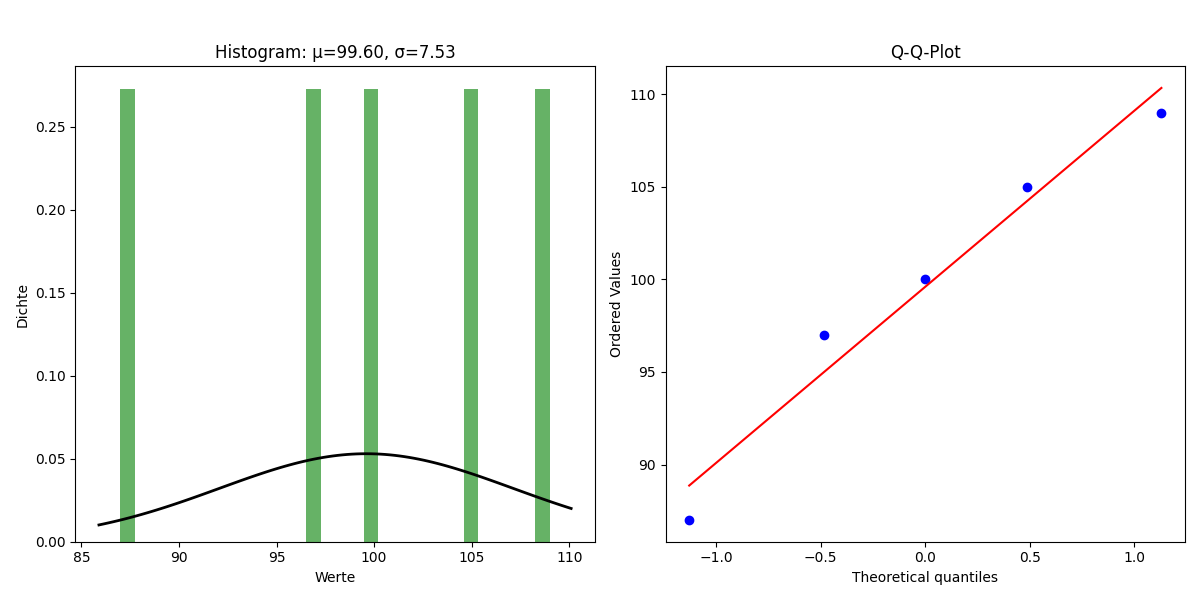 Histogram: μ=99.60, σ=7.53
Dichte
0.25
0.20
0.15
0.10
0.05
0.00
85 90 95 100 105 110
Werte
Q-Q-Plot
Ordered Values
110
105
100
95
90
−1.0 −0.5 0.0 0.5 1.0
Theoretical quantiles